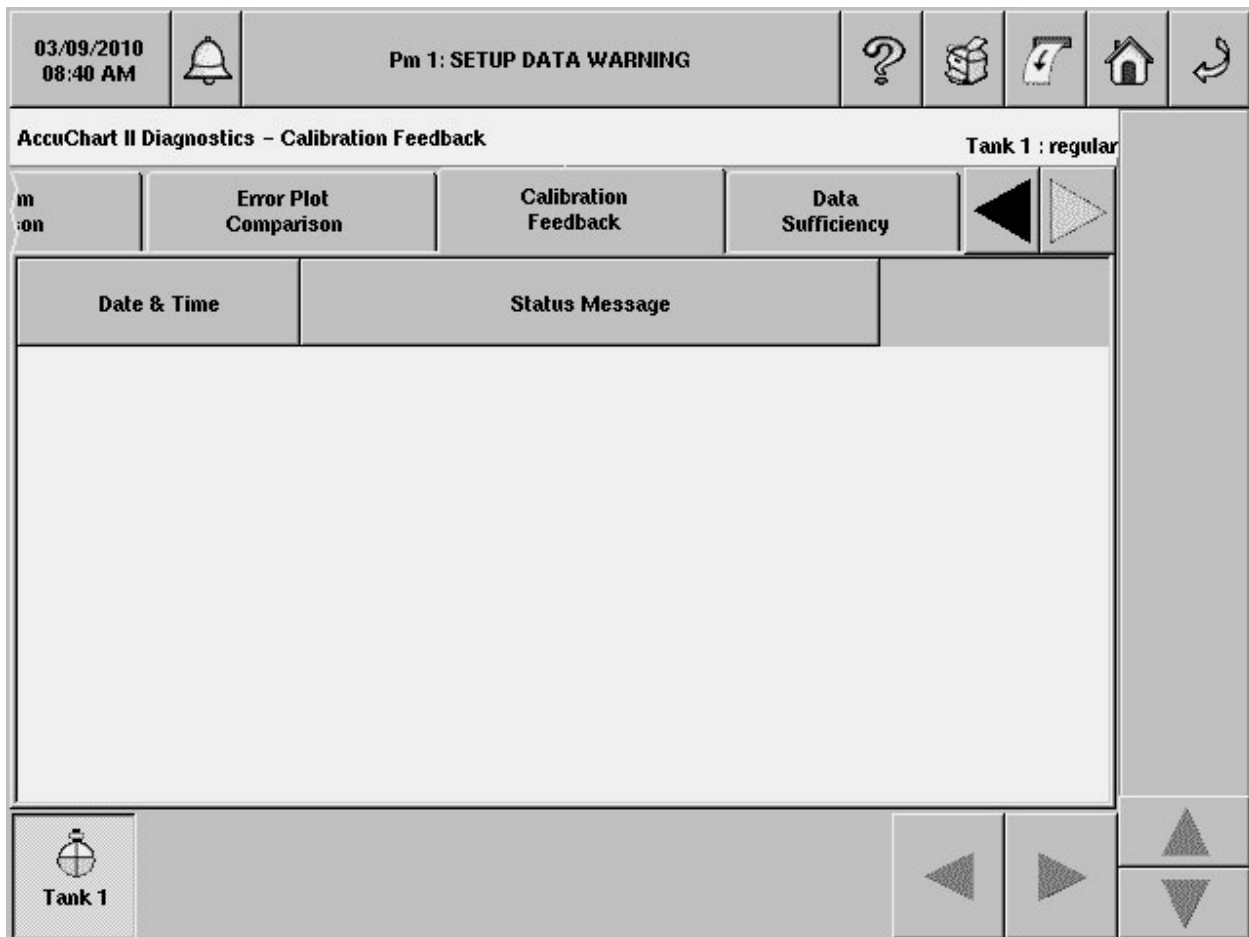 03/09/2010
08:40 AM
Pm 1: SETUP DATA WARNING
AccuChart II Diagnostics – Calibration Feedback
Tank 1 : regular
Error Plot
Comparison
Calibration
Feedback
Data
Sufficiency
Date & Time
Status Message
Tank 1